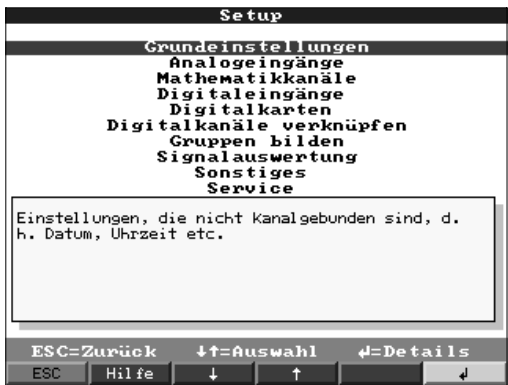 Setup
Grundeinstellungen
Analogeingänge
Mathematikkanäle
Digitaleingänge
Digitalkarten
Digitalkanäle verknüpfen
Gruppen bilden
Signalauswertung
Sonstiges
Service
Einstellungen, die nicht Kanalgebunden sind, d.
h. Datum, Uhrzeit etc.
ESC=Zurück ↓↑=Auswahl ↲=Details
ESC Hilfe ↓ ↑ ↲